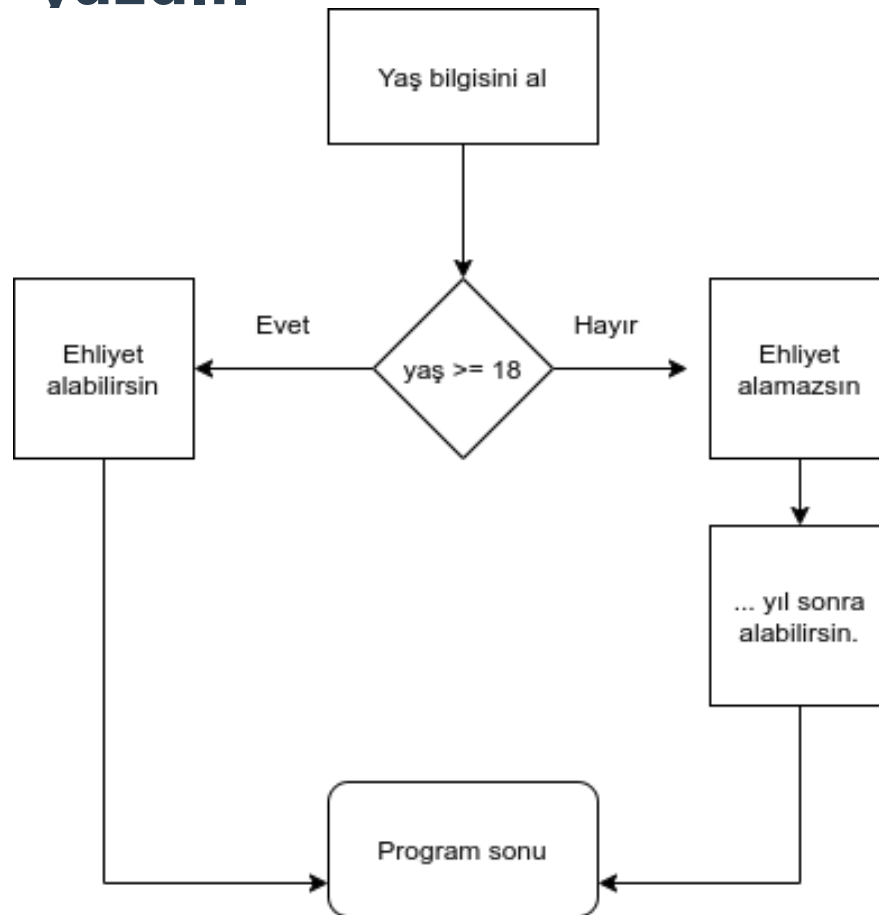 Yaş bilgisini al
Evet
Hayır
Ehliyet
alabilirsin
yaş >= 18
Ehliyet
alamazsın
... yıl sonra
alabilirsin.
Program sonu